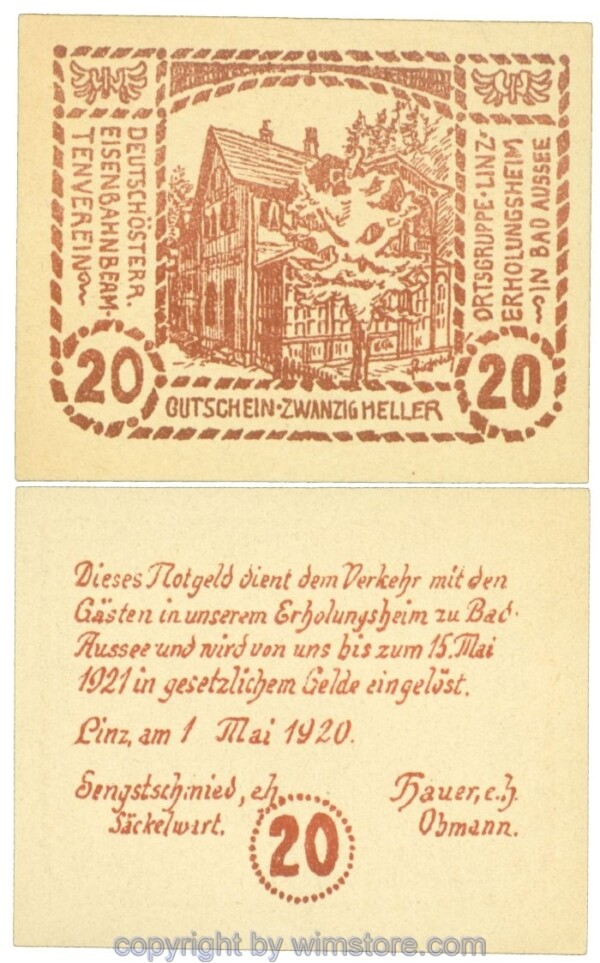 DEUTSCHÖSTERR.
EISENBAHNBEAM-
TENVEREIN
ORTSGRUPPE·LINZ·
ERHOLUNGSHEIM
IN BAD AUSSEE
20
20
GUTSCHEIN·ZWANZIG HELLER
Dieses Notgeld dient dem Verkehr mit den
Gästen in unserem Erholungsheim zu Bad-
Aussee und wird von uns bis zum 15. Mai
1921 in gesetzlichem Gelde eingelöst.
Linz, am 1 Mai 1920.
Sengstschmied, eh.
Säckelwart.
Hauer, e.h.
Obmann.
20
copyright by wimstore.com